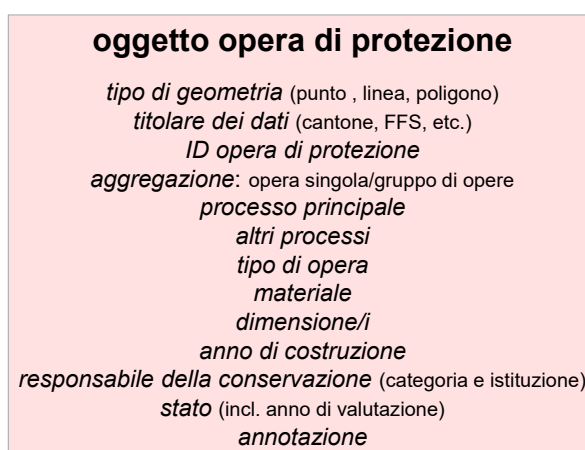 oggetto opera di protezione
tipo di geometria (punto , linea, poligono)
titolare dei dati (cantone, FFS, etc.)
ID opera di protezione
aggregazione: opera singola/gruppo di opere
processo principale
altri processi
tipo di opera
materiale
dimensione/i
anno di costruzione
responsabile della conservazione (categoria e istituzione)
stato (incl. anno di valutazione)
annotazione